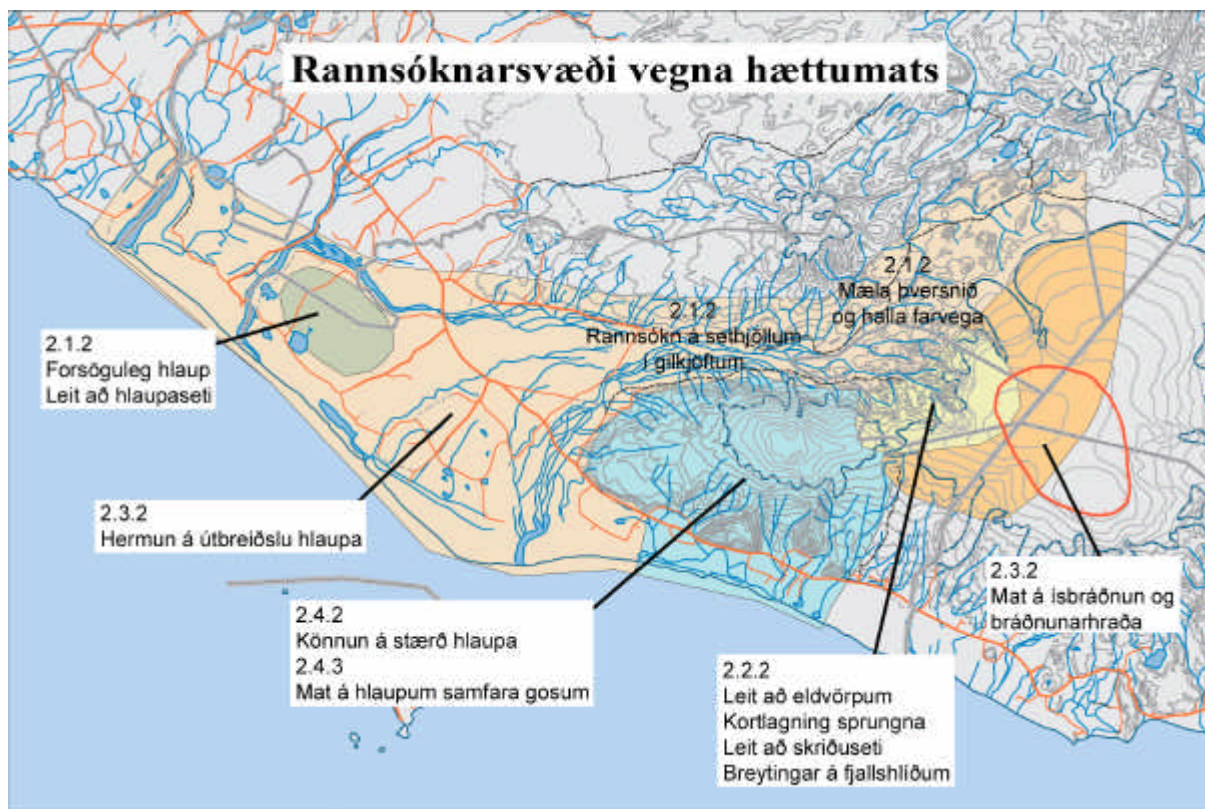 Rannsóknarsvæði vegna hættumats
2.1.2
Mæla þversnið
og halla farvega
2.1.2
Rannsókn á sethjöllum
í gilkjöftum
2.1.2
Forsöguleg hlaup
Leit að hlaupaseti
2.3.2
Hermun á útbreiðslu hlaupa
2.4.2
Könnun á stærð hlaupa
2.4.3
Mat á hlaupum samfara gosum
2.3.2
Mat á ísbráðnun og
bráðnunarhraða
2.2.2
Leit að eldvörpum
Kortlagning sprungna
Leit að skriðuseti
Breytingar á fjallshlíðum